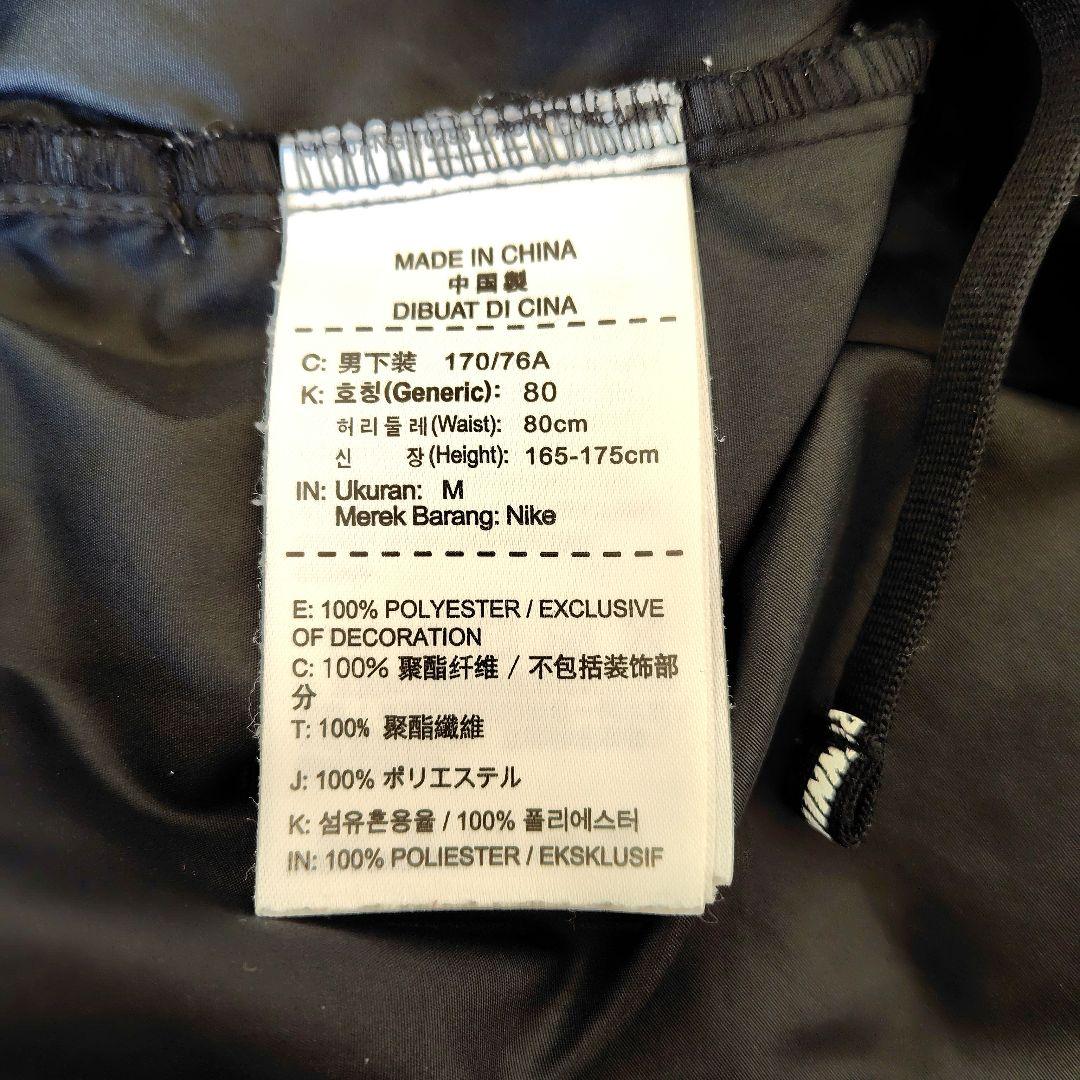 MADE IN CHINA
中国製
DIBUAT DI CINA
C: 男下装 170/76A
K: 호칭(Generic): 80
허리둘레(Waist): 80cm
신 장(Height): 165-175cm
IN: Ukuran: M
Merek Barang: Nike
E: 100% POLYESTER / EXCLUSIVE
OF DECORATION
C: 100% 聚酯纤维 / 不包括装饰部
分
T: 100% 聚酯纖維
J: 100% ポリエステル
K: 섬유혼용율 / 100% 폴리에스터
IN: 100% POLIESTER / EKSKLUSIF